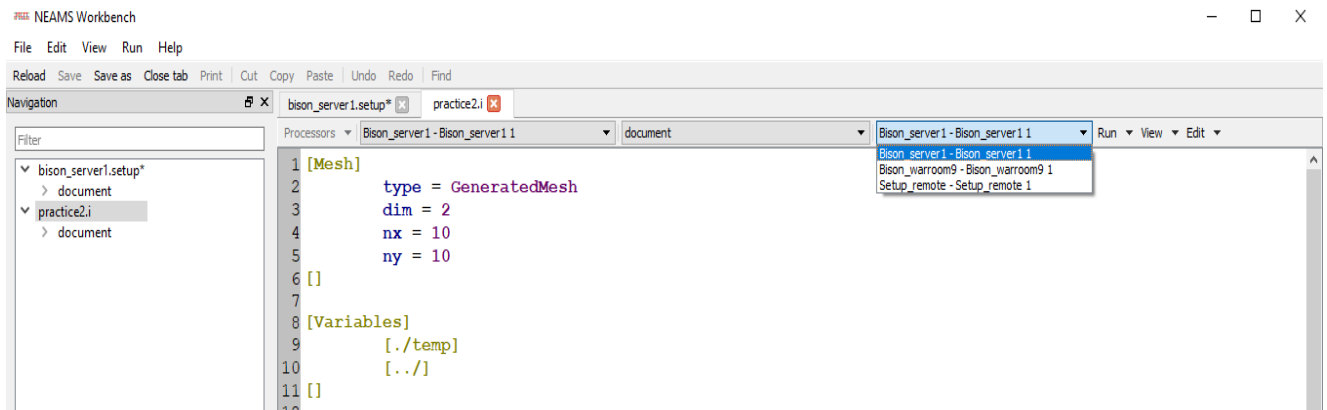 NEAMS Workbench
File Edit View Run Help
Reload Save Save as Close tab Print Cut Copy Paste Undo Redo Find
Navigation
bison_server1.setup* practice2.i
Filter
Processors Bison_server1 - Bison_server1 1 document Bison_server1 - Bison_server1 1 Run View Edit
Bison_server1 - Bison_server1 1
Bison_warroom9 - Bison_warroom9 1
Setup_remote - Setup_remote 1
bison_server1.setup*
document
practice2.i
document
1 [Mesh]
2 type = GeneratedMesh
3 dim = 2
4 nx = 10
5 ny = 10
6 []
7
8 [Variables]
9 [./temp]
10 [../]
11 []